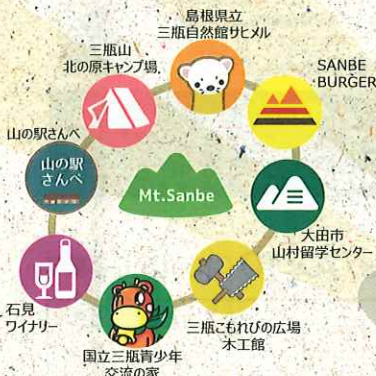 島根県立
三瓶自然館サヒメル
三瓶山
北の原キャンプ場
SANBE
BURGER
山の駅さんべ
山の駅
さんべ
Mt.Sanbe
大田市
山村留学センター
石見
ワイナリー
三瓶こもれびの広場
木工館
国立三瓶青少年
交流の家